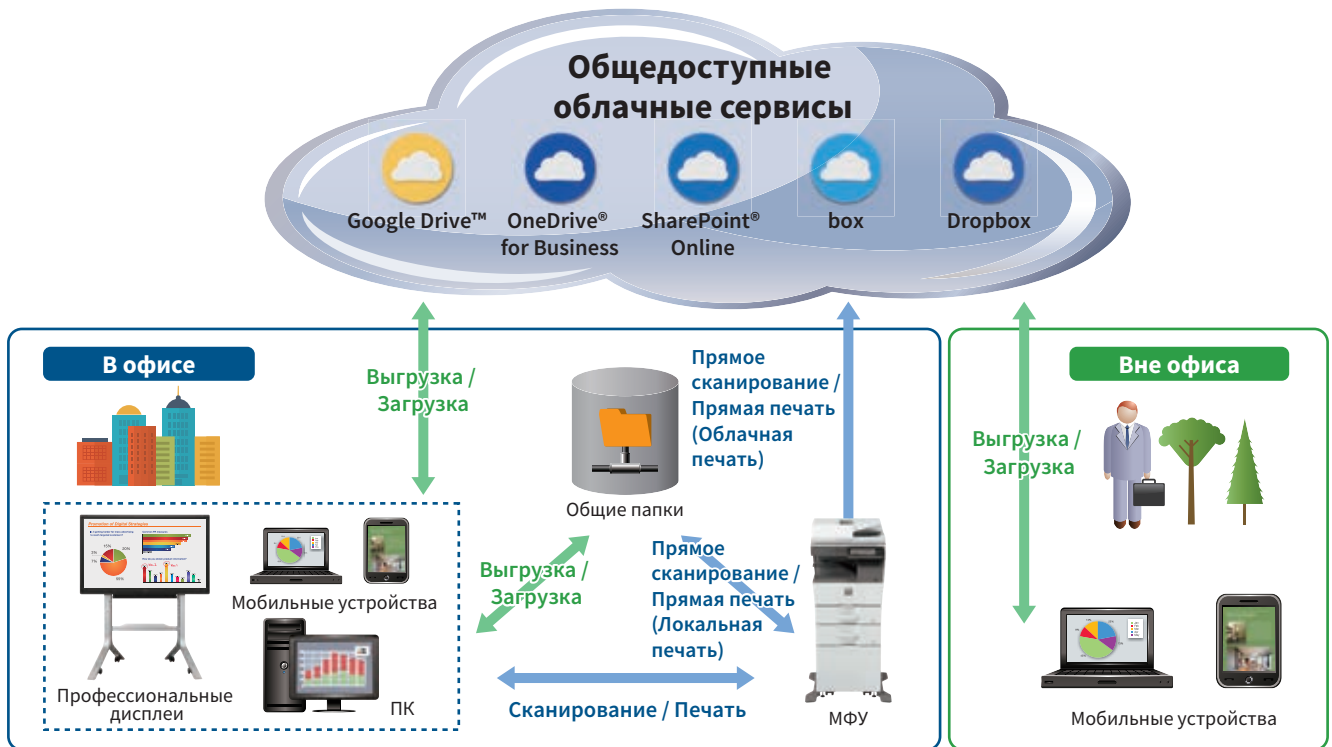 Общедоступные
облачные сервисы
Google Drive™
OneDrive®
for Business
SharePoint®
Online
box
Dropbox
В офисе
Выгрузка /
Загрузка
Прямое
сканирование /
Прямая печать
(Облачная
печать)
Общие папки
Мобильные устройства
Профессиональные
дисплеи
ПК
Выгрузка /
Загрузка
Прямое
сканирование /
Прямая печать
(Локальная
печать)
Сканирование / Печать
МФУ
Вне офиса
Выгрузка /
Загрузка
Мобильные устройства